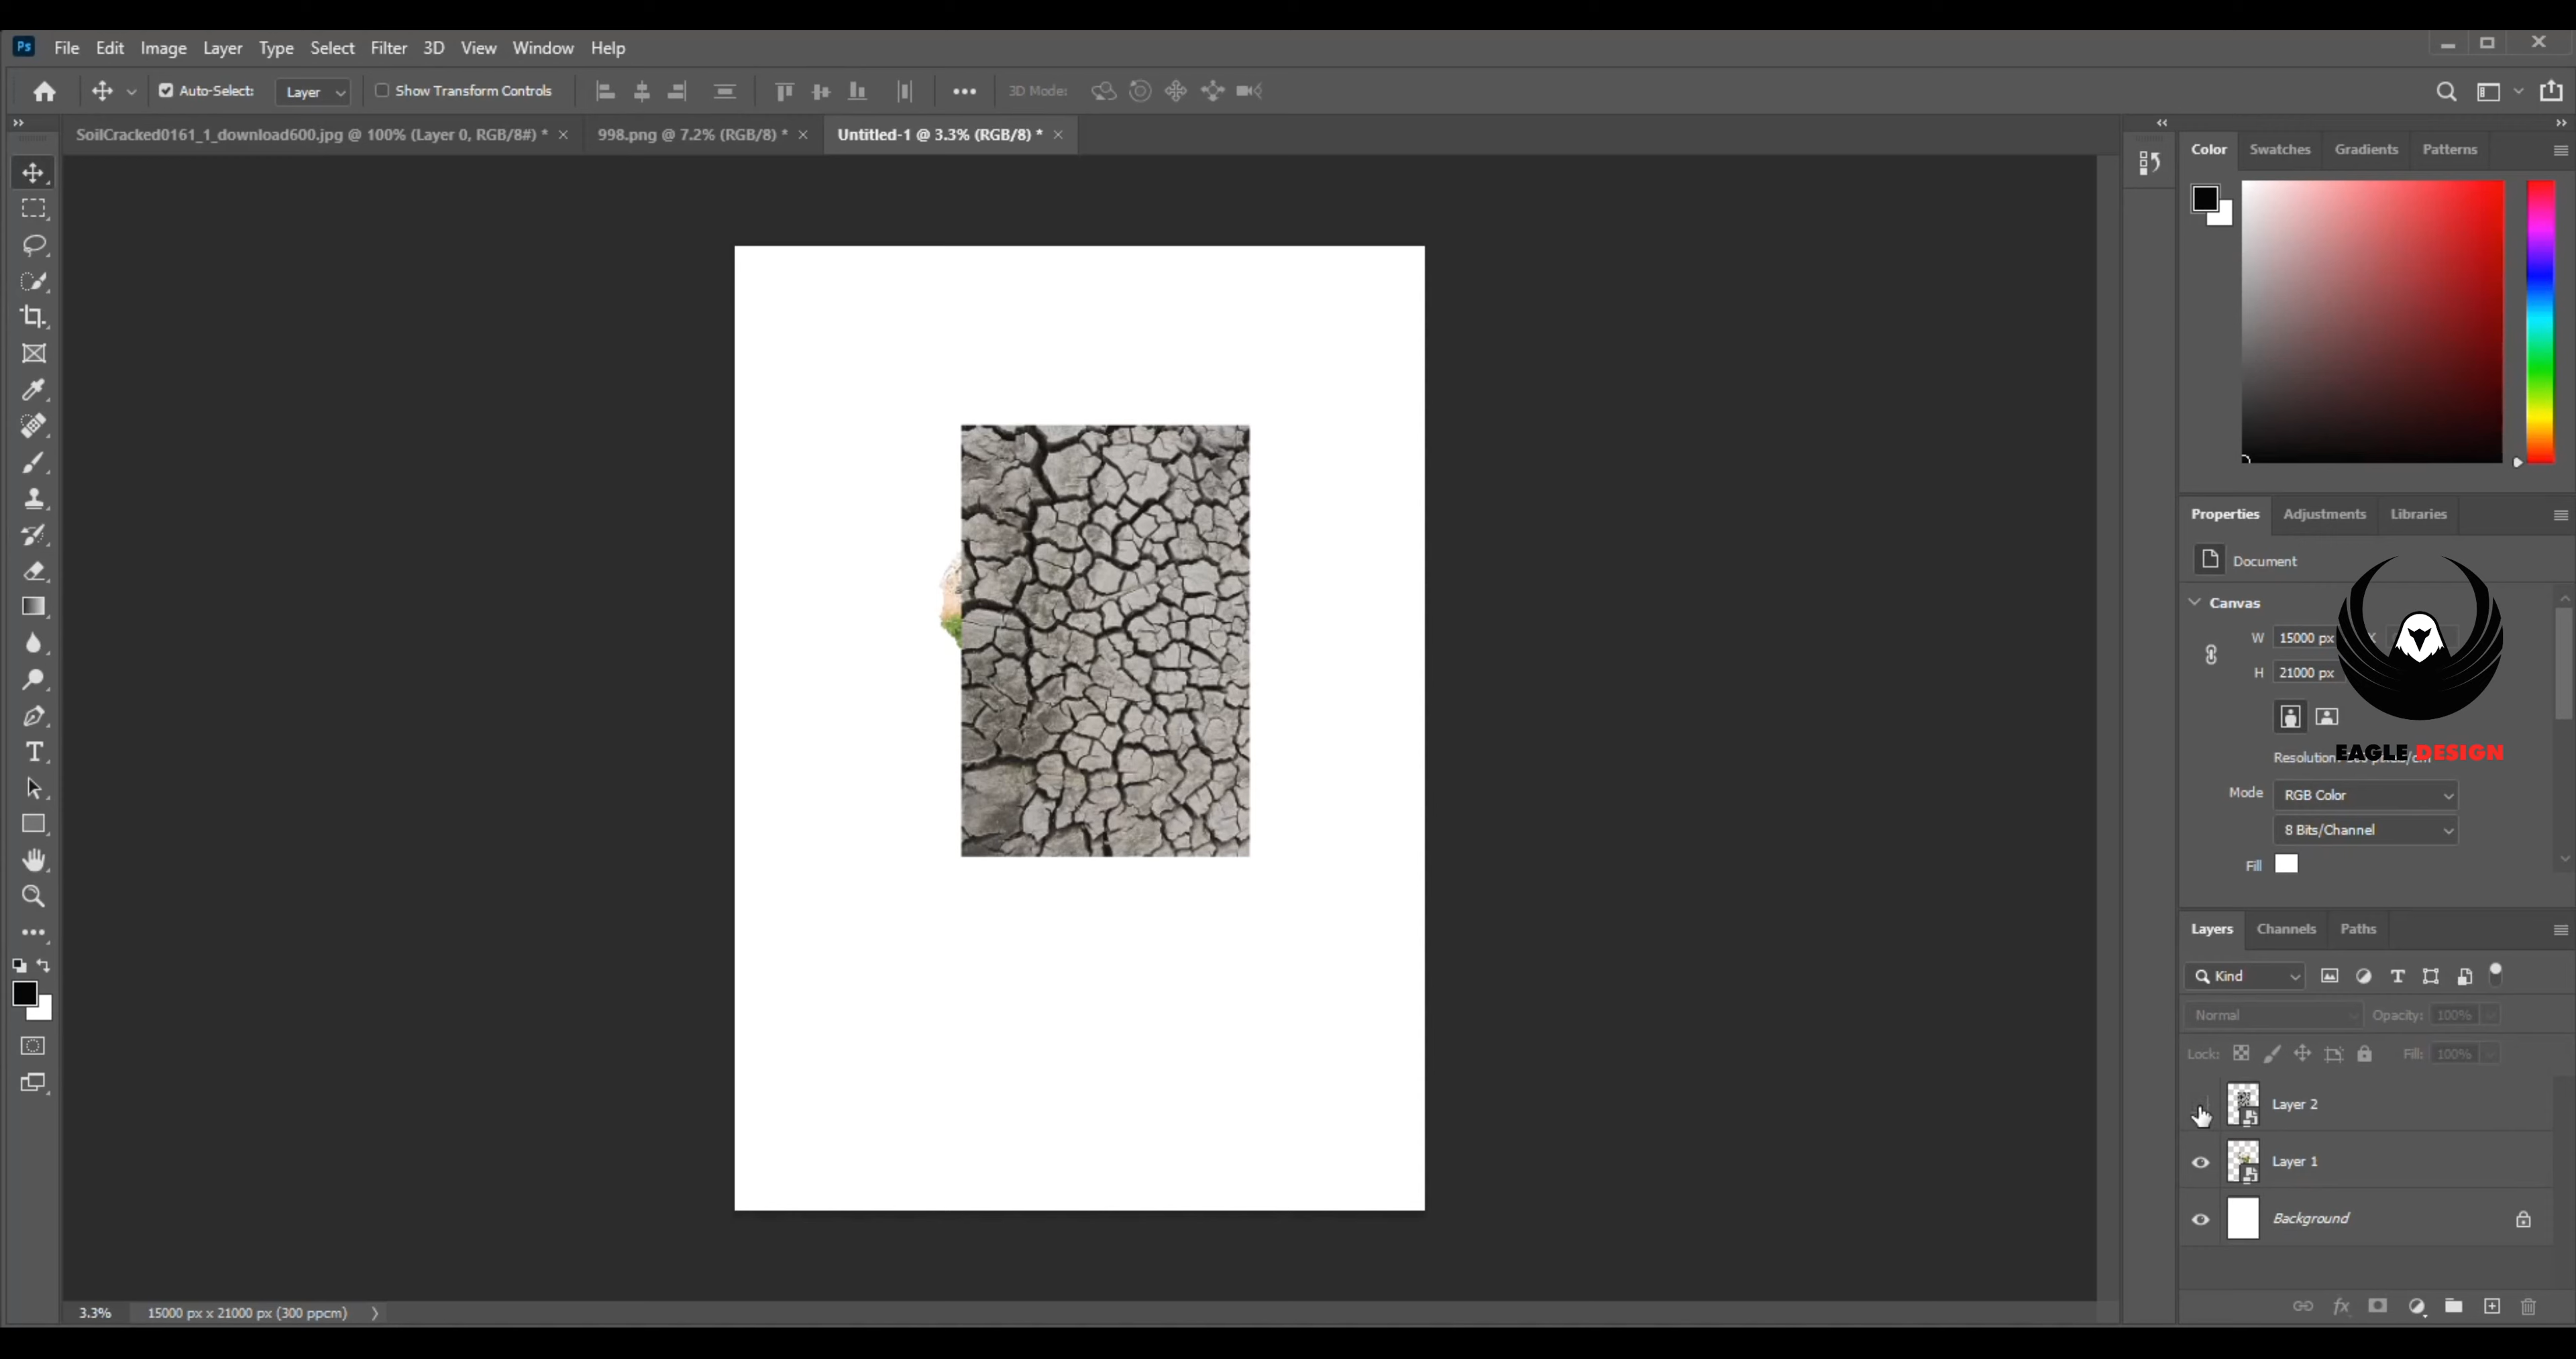 Ps File Edit Image Layer Type Select Filter 3D View Window Help
Auto-Select: Layer Show Transform Controls 3D Mode:
SoilCracked0161_1_download600.jpg @ 100% (Layer 0, RGB/8#) * 998.png @ 7.2% (RGB/8) * Untitled-1 @ 3.3% (RGB/8) *
Color Swatches Gradients Patterns
Properties Adjustments Libraries
Document
Canvas
W 15000 px X
H 21000 px
Resolution:
EAGLE DESIGN
Mode RGB Color
8 Bits/Channel
Fill
Layers Channels Paths
Kind
Normal Opacity: 100%
Lock: Fill: 100%
Layer 2
Layer 1
Background
3.3% 15000 px x 21000 px (300 ppcm)
fx